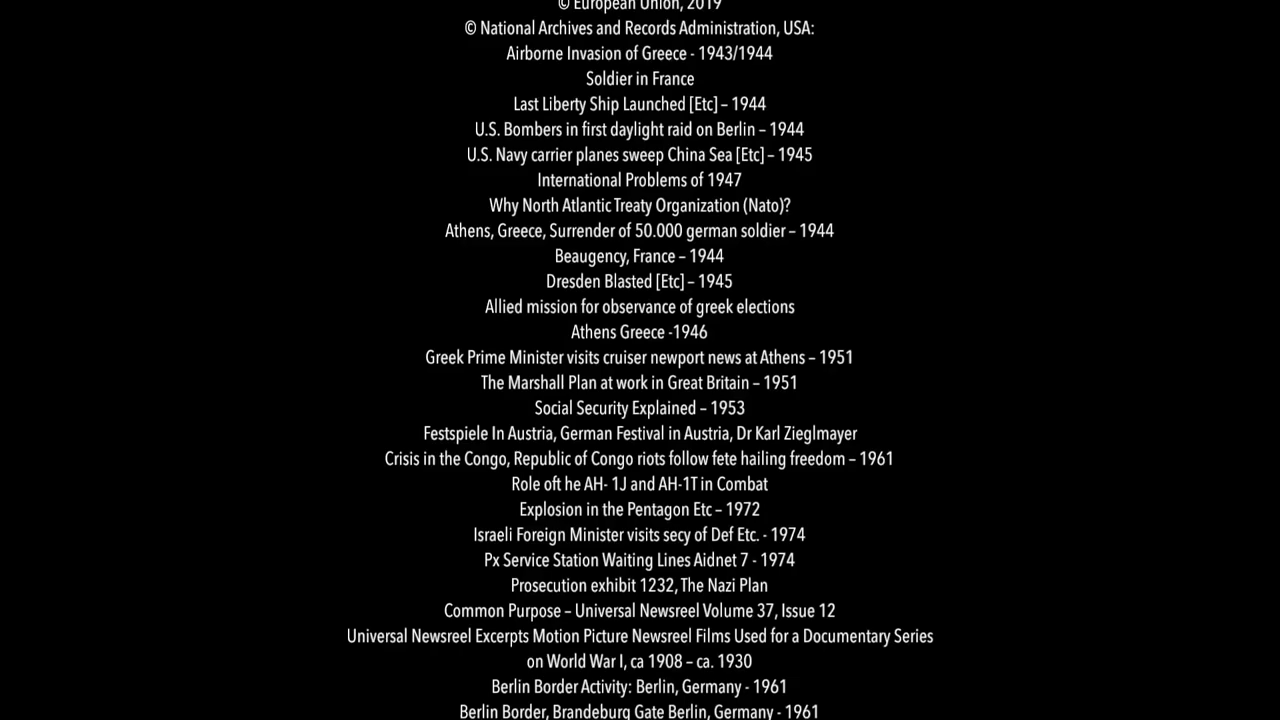 © European Union, 2019
© National Archives and Records Administration, USA:
Airborne Invasion of Greece - 1943/1944
Soldier in France
Last Liberty Ship Launched [Etc] – 1944
U.S. Bombers in first daylight raid on Berlin – 1944
U.S. Navy carrier planes sweep China Sea [Etc] – 1945
International Problems of 1947
Why North Atlantic Treaty Organization (Nato)?
Athens, Greece, Surrender of 50.000 german soldier – 1944
Beaugency, France – 1944
Dresden Blasted [Etc] – 1945
Allied mission for observance of greek elections
Athens Greece -1946
Greek Prime Minister visits cruiser newport news at Athens – 1951
The Marshall Plan at work in Great Britain – 1951
Social Security Explained – 1953
Festspiele In Austria, German Festival in Austria, Dr Karl Zieglmayer
Crisis in the Congo, Republic of Congo riots follow fete hailing freedom – 1961
Role oft he AH- 1J and AH-1T in Combat
Explosion in the Pentagon Etc – 1972
Israeli Foreign Minister visits secy of Def Etc. - 1974
Px Service Station Waiting Lines Aidnet 7 - 1974
Prosecution exhibit 1232, The Nazi Plan
Common Purpose – Universal Newsreel Volume 37, Issue 12
Universal Newsreel Excerpts Motion Picture Newsreel Films Used for a Documentary Series
on World War I, ca 1908 – ca. 1930
Berlin Border Activity: Berlin, Germany - 1961
Berlin Border, Brandeburg Gate Berlin, Germany - 1961